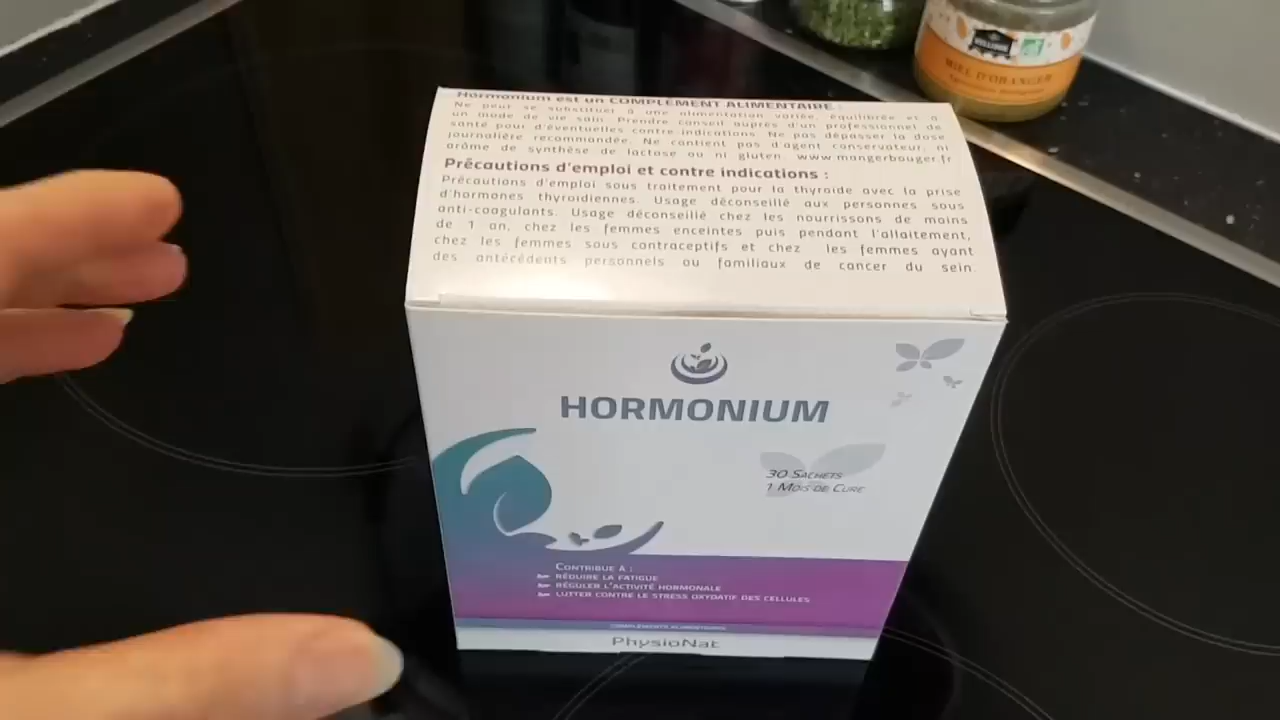 Hormonium est un COMPLÉMENT ALIMENTAIRE :
Ne peut se substituer à une alimentation variée, équilibrée et à
un mode de vie sain. Prendre conseil auprès d'un professionnel de
santé pour d'éventuelles contre-indications. Ne pas dépasser la dose
journalière recommandée. Ne contient pas d'agent conservateur, ni
arôme de synthèse de lactose ou ni gluten. www.mangerbouger.fr
Précautions d'emploi et contre indications :
Précautions d'emploi sous traitement pour la thyroïde avec la prise
d'hormones thyroidiennes. Usage déconseillé aux personnes sous
anti-coagulants. Usage déconseillé chez les nourrissons de moins
de 1 an, chez les femmes enceintes puis pendant l'allaitement,
chez les femmes sous contraceptifs et chez les femmes ayant
des antécédents personnels ou familiaux de cancer du sein.
HORMONIUM
30 SACHETS
1 MOIS DE CURE
CONTRIBUE À :
RÉDUIRE LA FATIGUE
RÉGULER L'ACTIVITÉ HORMONALE
LUTTER CONTRE LE STRESS OXYDATIF DES CELLULES
COMPLÉMENTS ALIMENTAIRES
PhysioNat
MIEL D'ORANGER